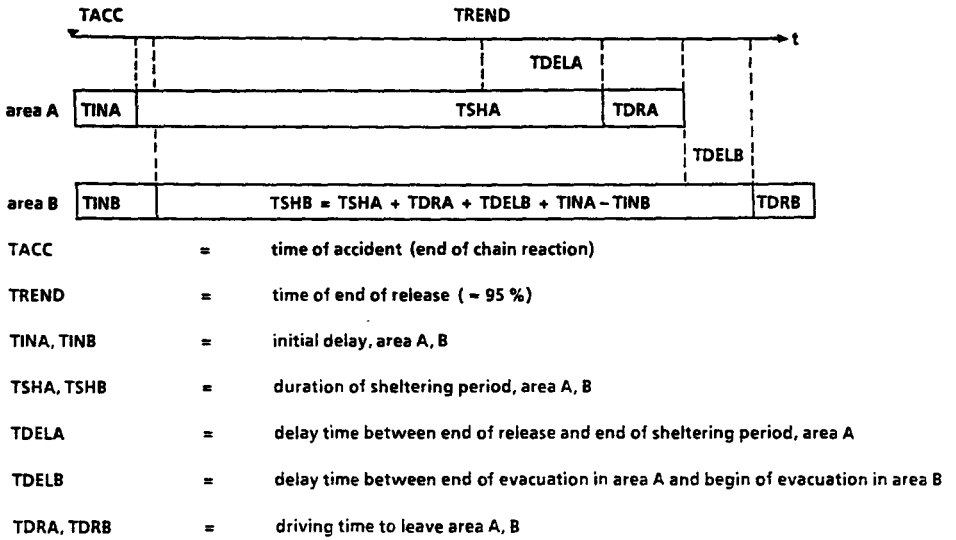 TACC TREND
t
TDELA
area A TINA TSHA TDRA
TDELB
area B TINB TSHB = TSHA + TDRA + TDELB + TINA – TINB TDRB
TACC = time of accident (end of chain reaction)
TREND = time of end of release ( ≈ 95 %)
TINA, TINB = initial delay, area A, B
TSHA, TSHB = duration of sheltering period, area A, B
TDELA = delay time between end of release and end of sheltering period, area A
TDELB = delay time between end of evacuation in area A and begin of evacuation in area B
TDRA, TDRB = driving time to leave area A, B